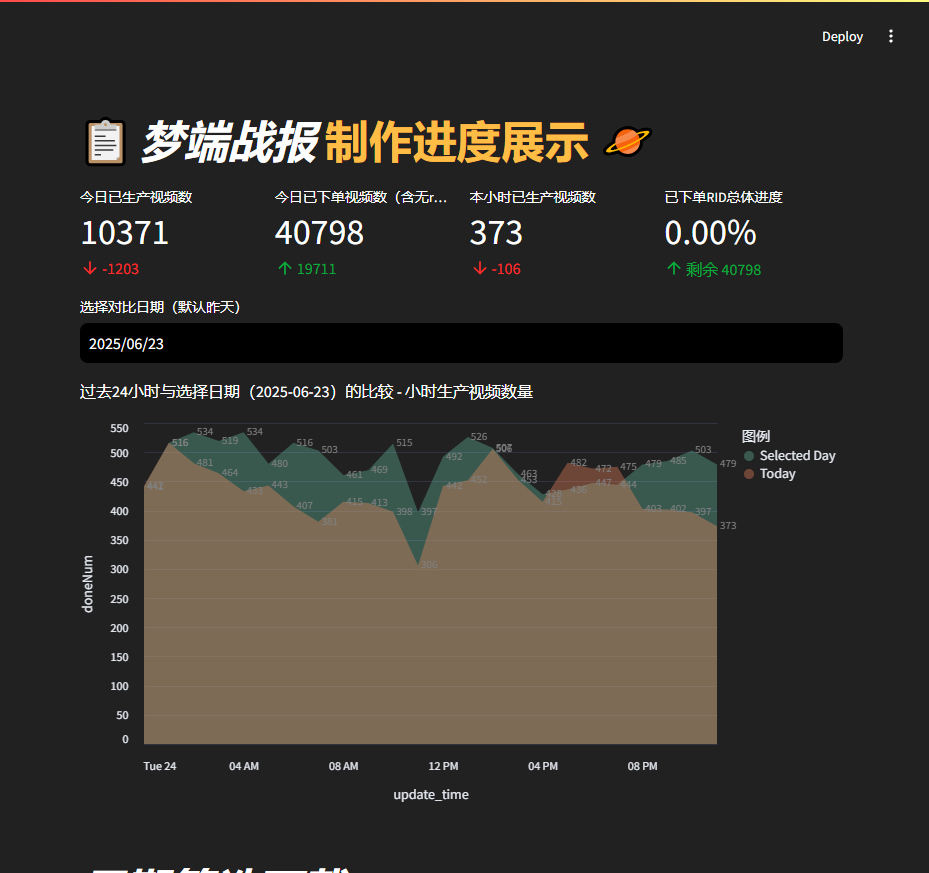 Deploy
梦端战报 制作进度展示
今日已生产视频数
10371
-1203
今日已下单视频数（含无r...
40798
19711
本小时已生产视频数
373
-106
已下单RID总体进度
0.00%
剩余 40798
选择对比日期（默认昨天）
2025/06/23
过去24小时与选择日期（2025-06-23）的比较 - 小时生产视频数量
图例
Selected Day
Today
doneNum
550
500
450
400
350
300
250
200
150
100
50
0
441 516 534 519 534 480 516 503 461 469 515 397 492 526 463 475 479 485 503 479
481 464 443 407 381 415 413 398 306 442 452 453 482 472 447 444 403 402 397 373
Tue 24 04 AM 08 AM 12 PM 04 PM 08 PM
update_time